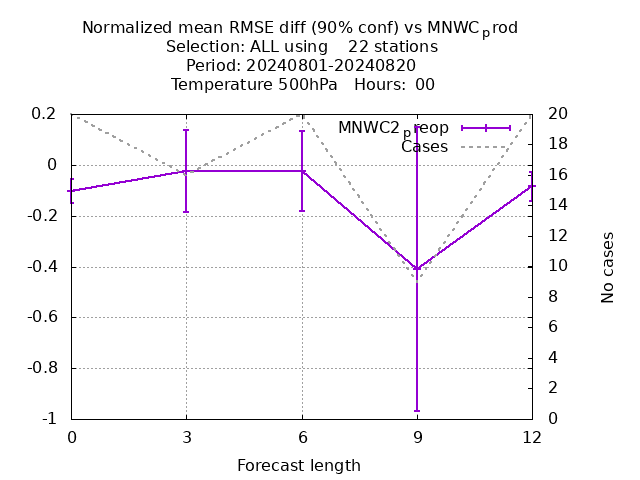 Normalized mean RMSE diff (90% conf) vs MNWCprod
Selection: ALL using    22 stations
Period: 20240801-20240820
Temperature 500hPa   Hours:  00
0.2
0
-0.2
-0.4
-0.6
-0.8
-1
MNWC2preop
Cases
20
18
16
14
12
10
8
6
4
2
0
No cases
0 3 6 9 12
Forecast length